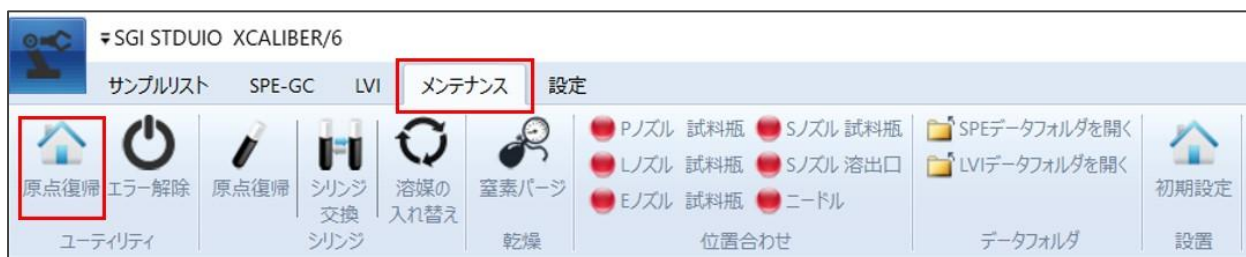 SGI STDUIO XCALIBER/6
サンプルリスト SPE-GC LVI メンテナンス 設定
Pノズル 試料瓶 Sノズル 試料瓶 SPEデータフォルダを開く
Lノズル 試料瓶 Sノズル 溶出口 LVIデータフォルダを開く
Eノズル 試料瓶 ニードル
原点復帰 エラー解除 原点復帰 シリンジ 溶媒の 窒素パージ 初期設定
交換 入れ替え
ユーティリティ シリンジ 乾燥 位置合わせ データフォルダ 設置